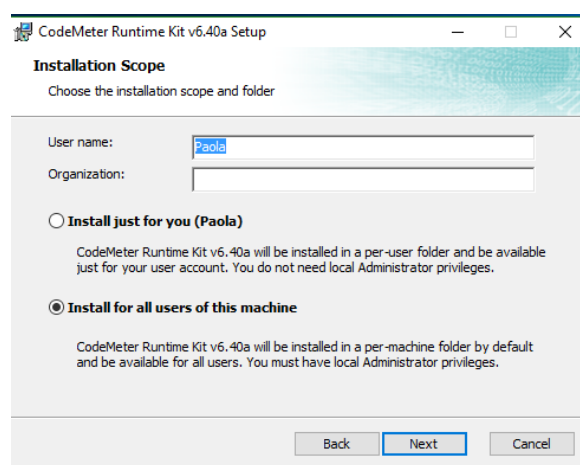 CodeMeter Runtime Kit v6.40a Setup
Installation Scope
Choose the installation scope and folder
User name:
Paola
Organization:
Install just for you (Paola)
CodeMeter Runtime Kit v6.40a will be installed in a per-user folder and be available
just for your user account. You do not need local Administrator privileges.
Install for all users of this machine
CodeMeter Runtime Kit v6.40a will be installed in a per-machine folder by default
and be available for all users. You must have local Administrator privileges.
Back Next Cancel